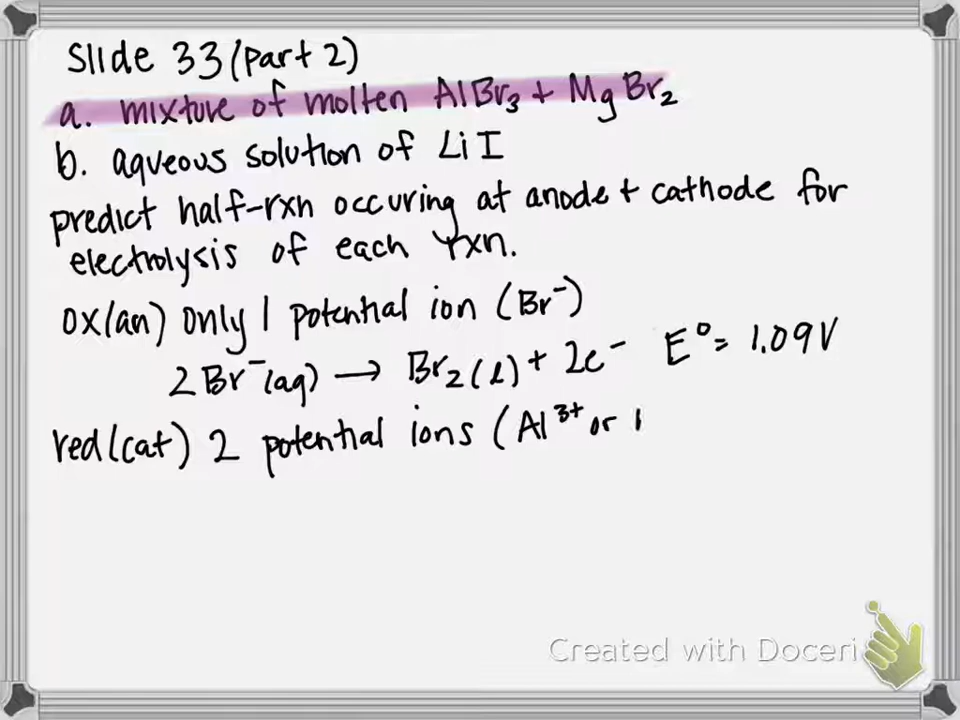 Slide 33 (part 2)
a. mixture of molten AlBr₃ + MgBr₂
b. aqueous solution of LiI
predict half-rxn occuring at anode + cathode for
electrolysis of each rxn.
ox(an) only 1 potential ion (Br⁻)
2Br⁻(aq) → Br₂(l) + 2e⁻ E° = 1.09V
red(cat) 2 potential ions (Al³⁺ or
Created with Doceri